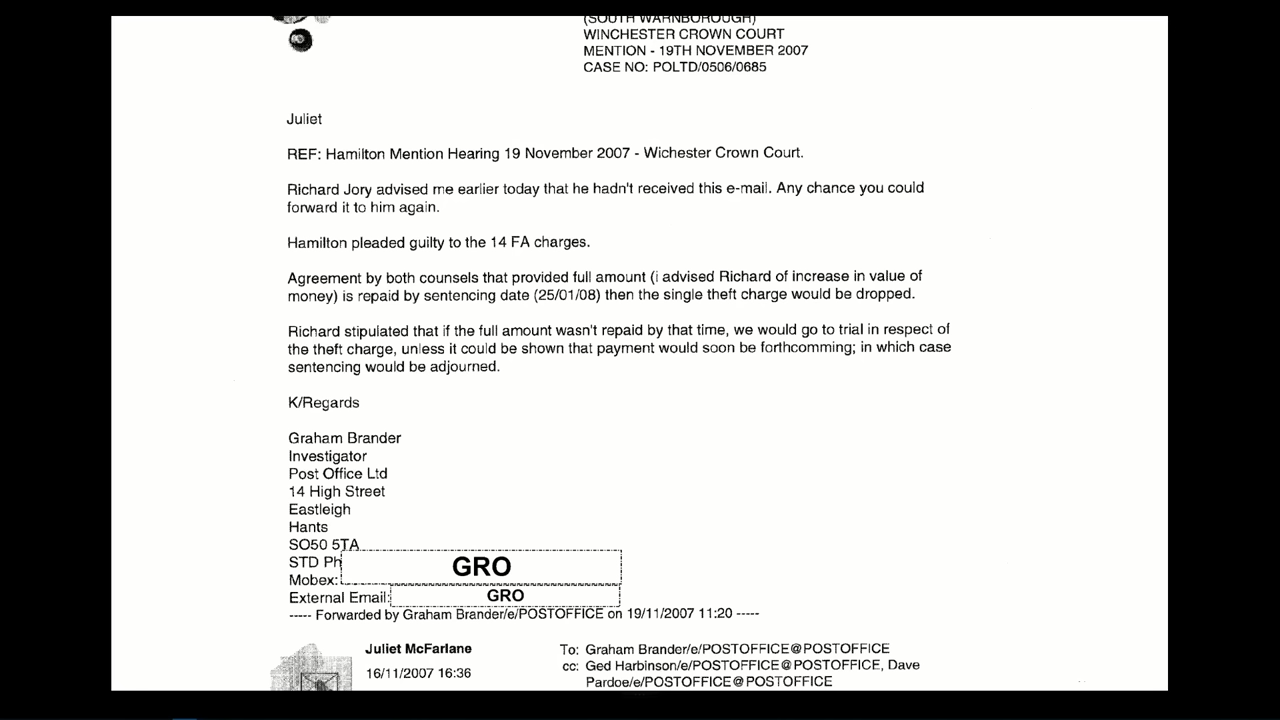 (SOUTH WARNBOROUGH)
WINCHESTER CROWN COURT
MENTION - 19TH NOVEMBER 2007
CASE NO: POLTD/0506/0685
Juliet
REF: Hamilton Mention Hearing 19 November 2007 - Wichester Crown Court.
Richard Jory advised me earlier today that he hadn't received this e-mail. Any chance you could
forward it to him again.
Hamilton pleaded guilty to the 14 FA charges.
Agreement by both counsels that provided full amount (i advised Richard of increase in value of
money) is repaid by sentencing date (25/01/08) then the single theft charge would be dropped.
Richard stipulated that if the full amount wasn't repaid by that time, we would go to trial in respect of
the theft charge, unless it could be shown that payment would soon be forthcomming; in which case
sentencing would be adjourned.
K/Regards
Graham Brander
Investigator
Post Office Ltd
14 High Street
Eastleigh
Hants
SO50 5TA
STD Ph GRO
Mobex:
External Email: GRO
----- Forwarded by Graham Brander/e/POSTOFFICE on 19/11/2007 11:20 -----
Juliet McFarlane To: Graham Brander/e/POSTOFFICE@POSTOFFICE
16/11/2007 16:36 cc: Ged Harbinson/e/POSTOFFICE@POSTOFFICE, Dave
Pardoe/e/POSTOFFICE@POSTOFFICE